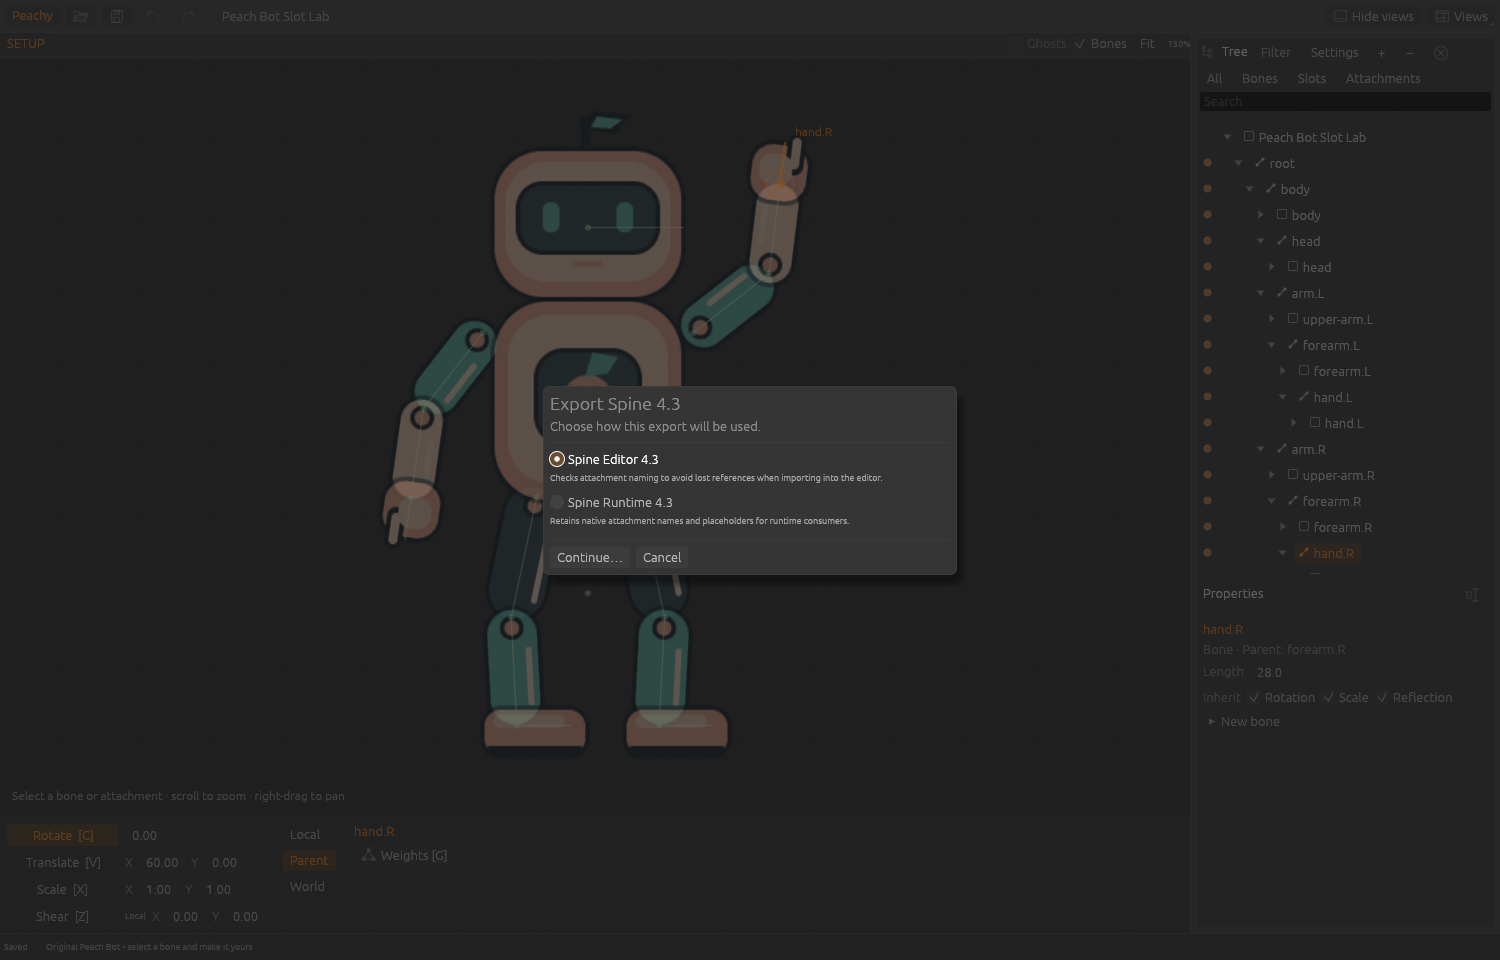 Peachy
Peach Bot Slot Lab
Hide views
Views
SETUP
Ghosts
Bones
Fit
150%
Tree
Filter
Settings
+
−
All
Bones
Slots
Attachments
Search
hand.R
Peach Bot Slot Lab
root
body
body
head
head
arm.L
upper-arm.L
forearm.L
forearm.L
hand.L
hand.L
arm.R
upper-arm.R
forearm.R
forearm.R
hand.R
Export Spine 4.3
Choose how this export will be used.
Spine Editor 4.3
Checks attachment naming to avoid lost references when importing into the editor.
Spine Runtime 4.3
Retains native attachment names and placeholders for runtime consumers.
Continue…
Cancel
Properties
hand.R
Bone · Parent: forearm.R
Length 28.0
Inherit Rotation Scale Reflection
New bone
Select a bone or attachment · scroll to zoom · right-drag to pan
Rotate [C] 0.00
Translate [V] X 60.00 Y 0.00
Scale [X] X 1.00 Y 1.00
Shear [Z] Local X 0.00 Y 0.00
Local
Parent
World
hand.R
Weights [G]
Saved
Original Peach Bot • select a bone and make it yours